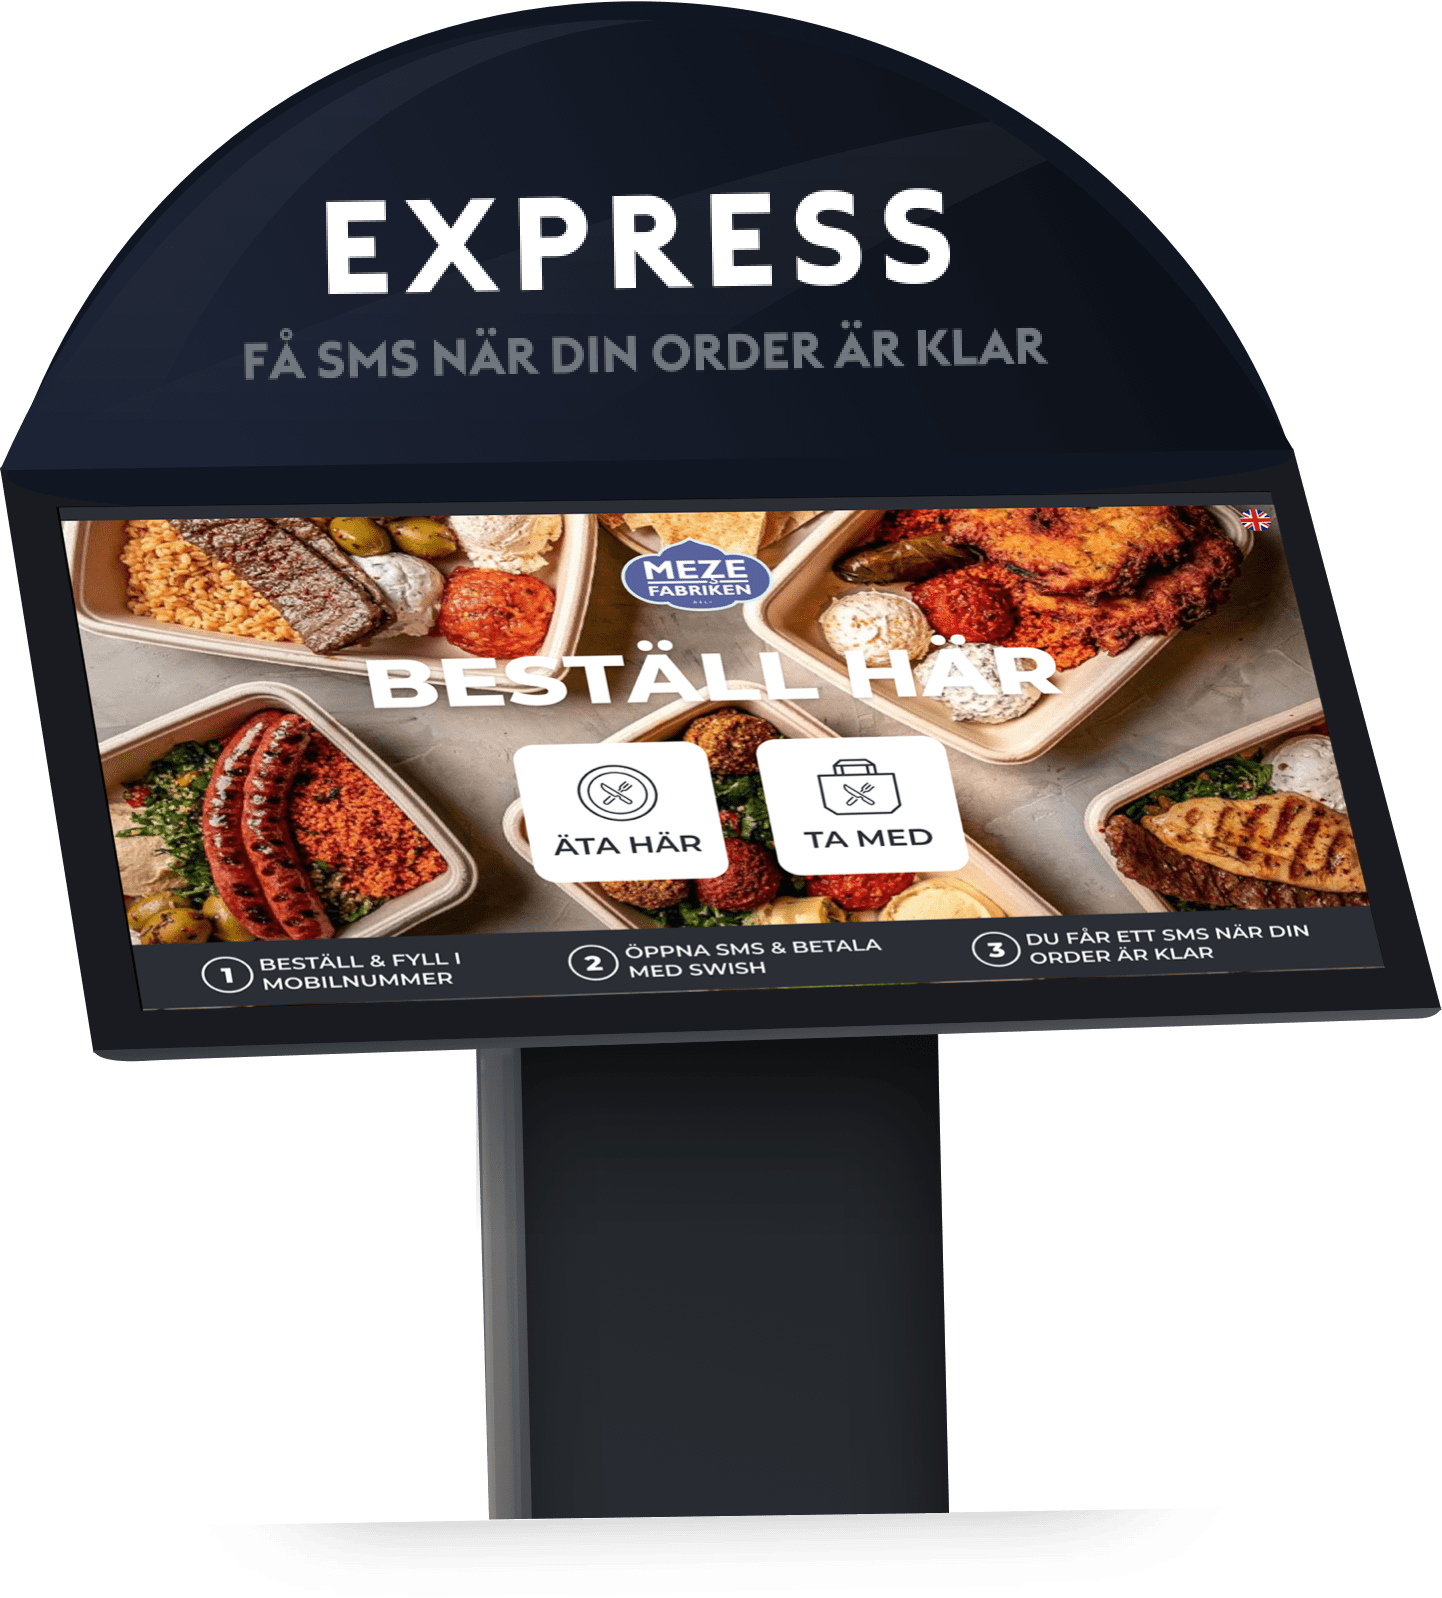 EXPRESS
FÅ SMS NÄR DIN ORDER ÄR KLAR
MEZE
FABRIKEN
DELI
BESTÄLL HÄR
ÄTA HÄR
TA MED
1 BESTÄLL & FYLL I
MOBILNUMMER
2 ÖPPNA SMS & BETALA
MED SWISH
3 DU FÅR ETT SMS NÄR DIN
ORDER ÄR KLAR